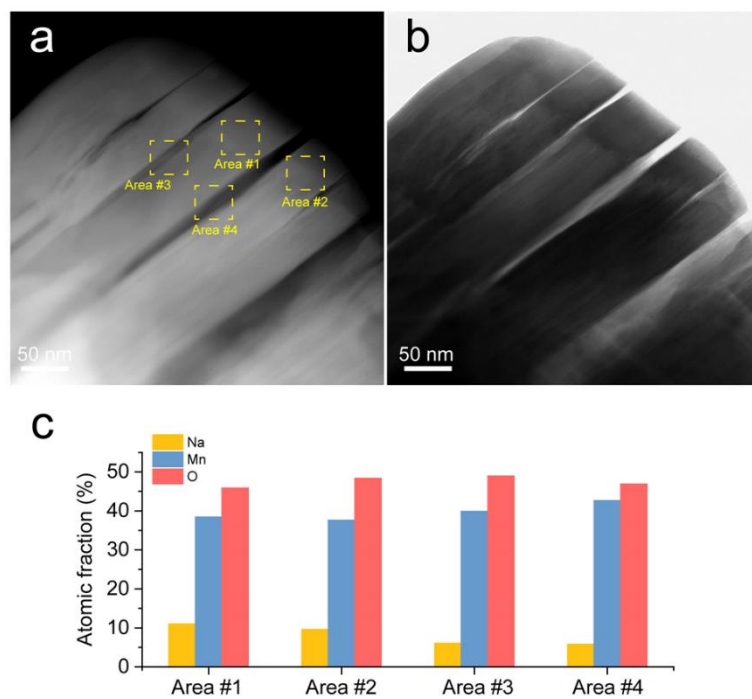 a
Area #1
Area #3
Area #2
Area #4
50 nm
b
50 nm
c
Na
Mn
O
Atomic fraction (%)
50
40
30
20
10
0
Area #1 Area #2 Area #3 Area #4